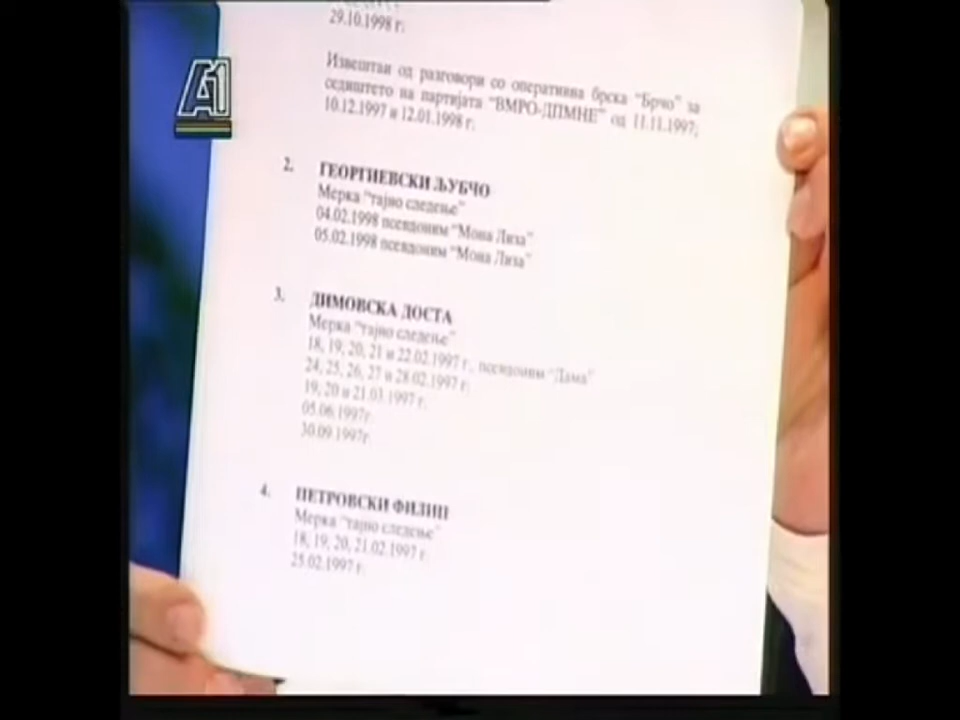 A1
29.10.1998 г.
Извештаи од разговори со оперативна врска "Брчо" за
седиштето на партијата "ВМРО-ДПМНЕ" од 11.11.1997;
10.12.1997 и 12.01.1998 г.
2. ГЕОРГИЕВСКИ ЉУБЧО
Мерка "тајно следење"
04.02.1998 псевдоним "Мона Лиза"
05.02.1998 псевдоним "Мона Лиза"
3. ДИМОВСКА ДОСТА
Мерка "тајно следење"
18, 19, 20, 21 и 22.02.1997 г., псевдоним "Дама"
24, 25, 26, 27 и 28.02.1997 г.
19, 20 и 21.03.1997 г.
05.06.1997г.
30.09.1997г.
4. ПЕТРОВСКИ ФИЛИП
Мерка "тајно следење"
18, 19, 20, 21.02.1997 г.
25.02.1997 г.